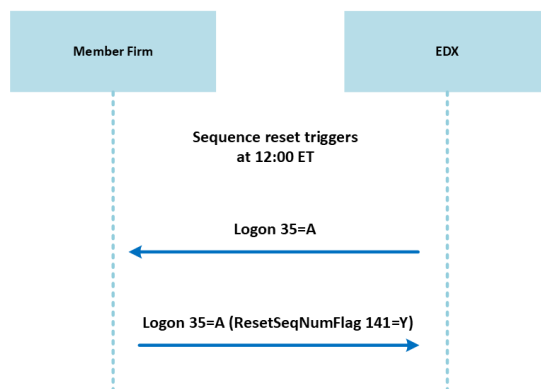 Member Firm
EDX
Sequence reset triggers
at 12:00 ET
Logon 35=A
Logon 35=A (ResetSeqNumFlag 141=Y)